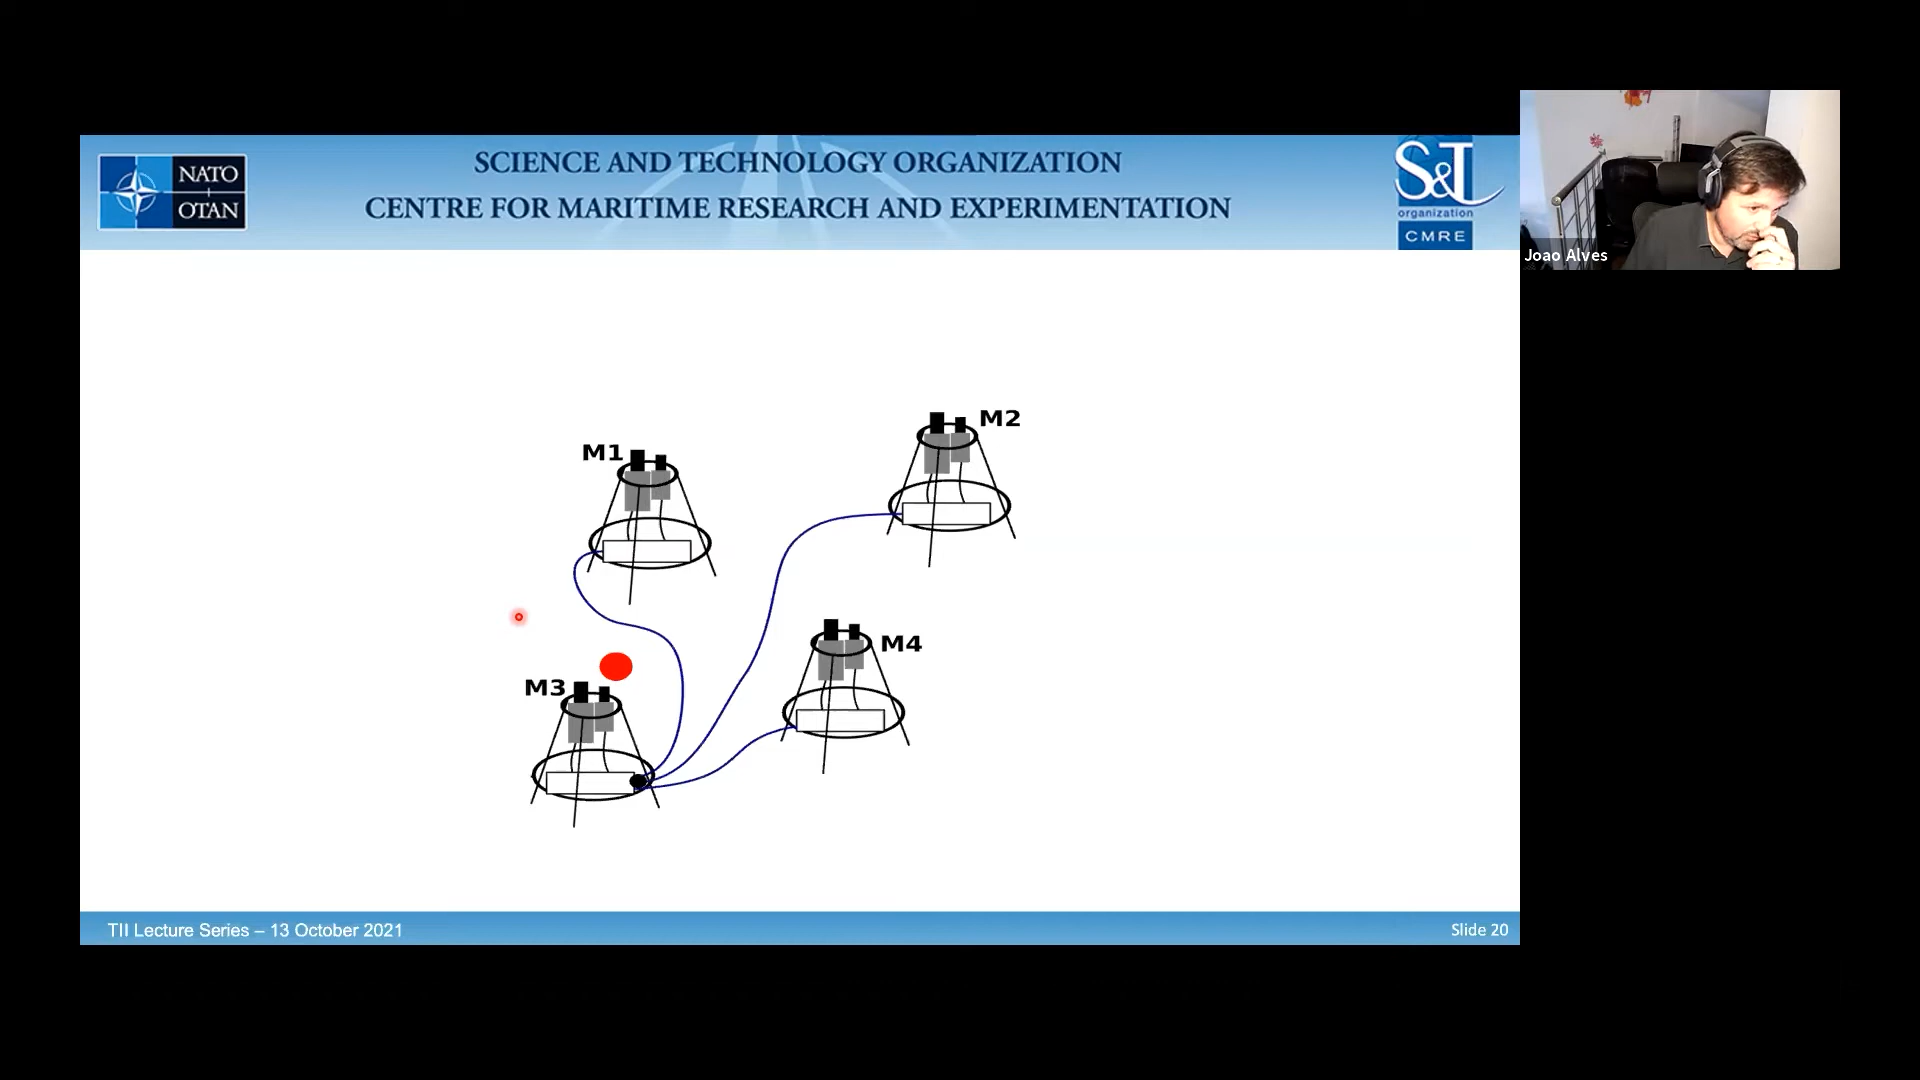 NATO
OTAN
SCIENCE AND TECHNOLOGY ORGANIZATION
CENTRE FOR MARITIME RESEARCH AND EXPERIMENTATION
S&T
organization
CMRE
Joao Alves
M1
M2
M3
M4
TII Lecture Series – 13 October 2021
Slide 20